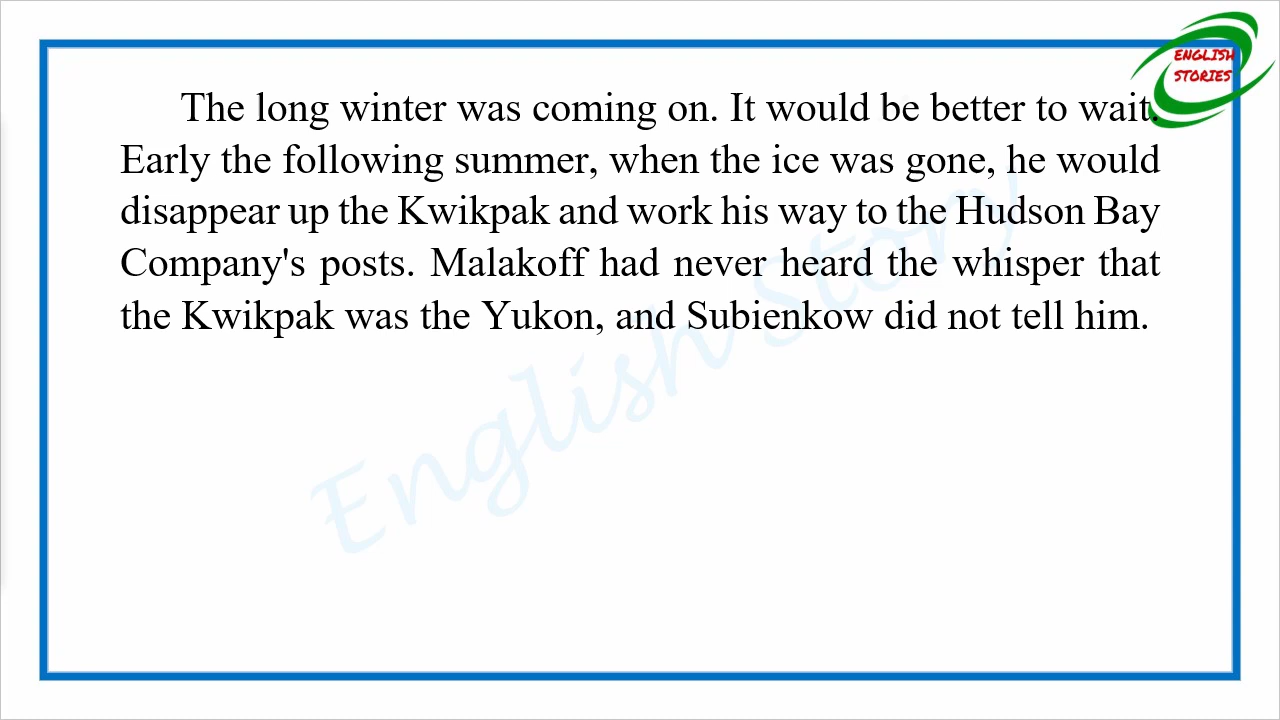 ENGLISH
STORIES
The long winter was coming on. It would be better to wait.
Early the following summer, when the ice was gone, he would
disappear up the Kwikpak and work his way to the Hudson Bay
Company's posts. Malakoff had never heard the whisper that
the Kwikpak was the Yukon, and Subienkow did not tell him.
English Story